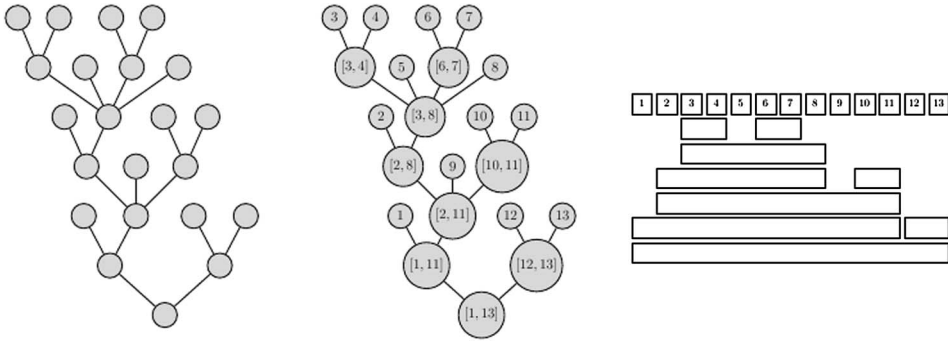 3 4 6 7
[3, 4] 5 [6, 7] 8
1 2 3 4 5 6 7 8 9 10 11 12 13
2 [3, 8] 10 11
[2, 8] 9 [10, 11]
1 [2, 11] 12 13
[1, 11] [12, 13]
[1, 13]